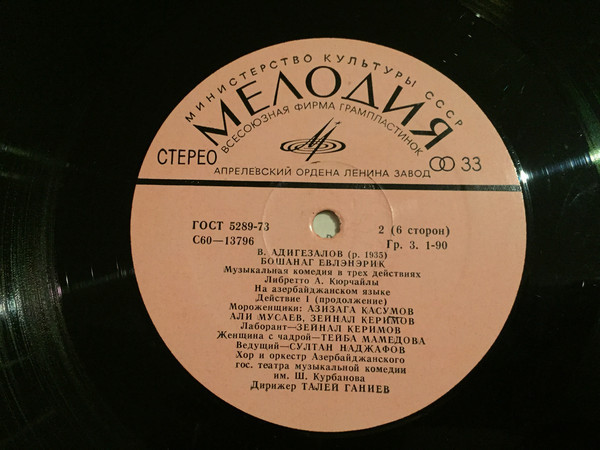 МИНИСТЕРСТВО КУЛЬТУРЫ СССР
МЕЛОДИЯ
ВСЕСОЮЗНАЯ ФИРМА ГРАМПЛАСТИНОК
СТЕРЕО
33
АПРЕЛЕВСКИЙ ОРДЕНА ЛЕНИНА ЗАВОД
ГОСТ 5289-73
2 (6 сторон)
С60—13796
Гр. 3. 1-90
В. АДИГЕЗАЛОВ (р. 1935)
БОШАНАГ ЕВЛЭНЭРИК
Музыкальная комедия в трех действиях
Либретто А. Кюрчайлы
На азербайджанском языке
Действие I (продолжение)
Мороженщики: АЗИЗАГА КАСУМОВ
АЛИ МУСАЕВ, ЗЕЙНАЛ КЕРИМОВ
Лаборант—ЗЕЙНАЛ КЕРИМОВ
Женщина с чадрой—ТЕЙБА МАМЕДОВА
Ведущий—СУЛТАН НАДЖАФОВ
Хор и оркестр Азербайджанского
гос. театра музыкальной комедии
им. Ш. Курбанова
Дирижер ТАЛЕЙ ГАНИЕВ